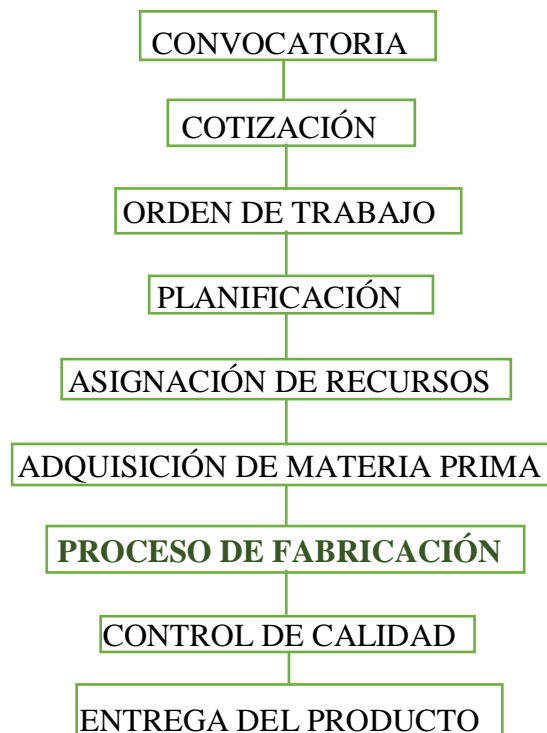 CONVOCATORIA
COTIZACIÓN
ORDEN DE TRABAJO
PLANIFICACIÓN
ASIGNACIÓN DE RECURSOS
ADQUISICIÓN DE MATERIA PRIMA
PROCESO DE FABRICACIÓN
CONTROL DE CALIDAD
ENTREGA DEL PRODUCTO